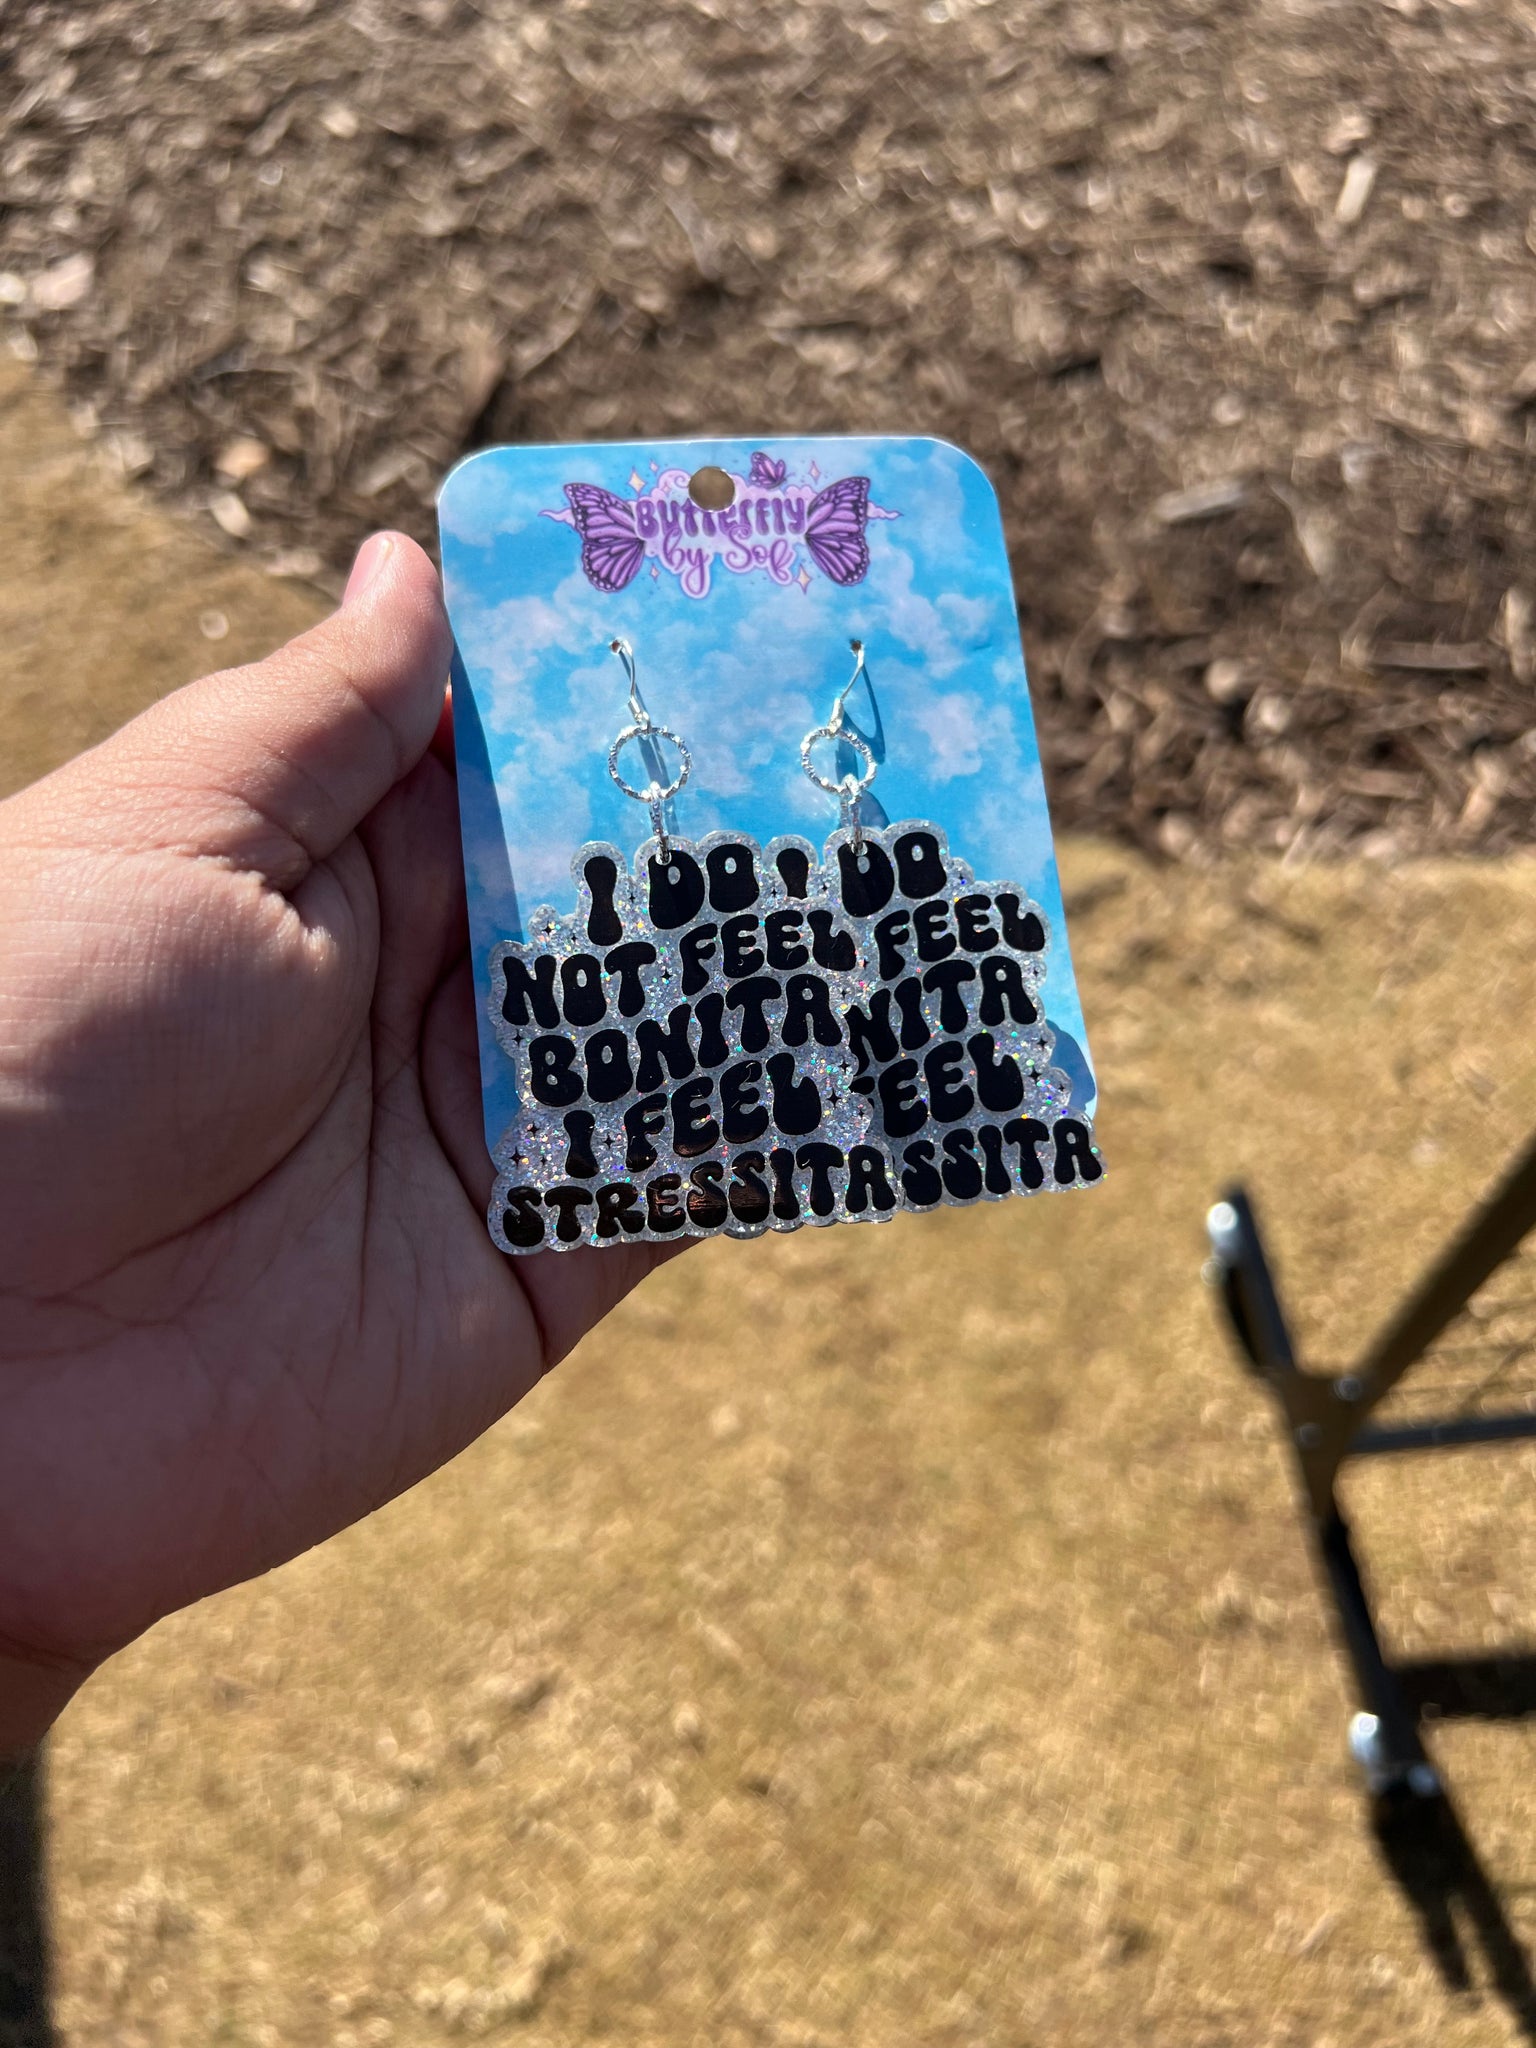 Butterfly
by Sof
I DO
NOT FEEL
BONITA
I FEEL
STRESSITA
I DO
FEEL
NITA
FEEL
SSITA